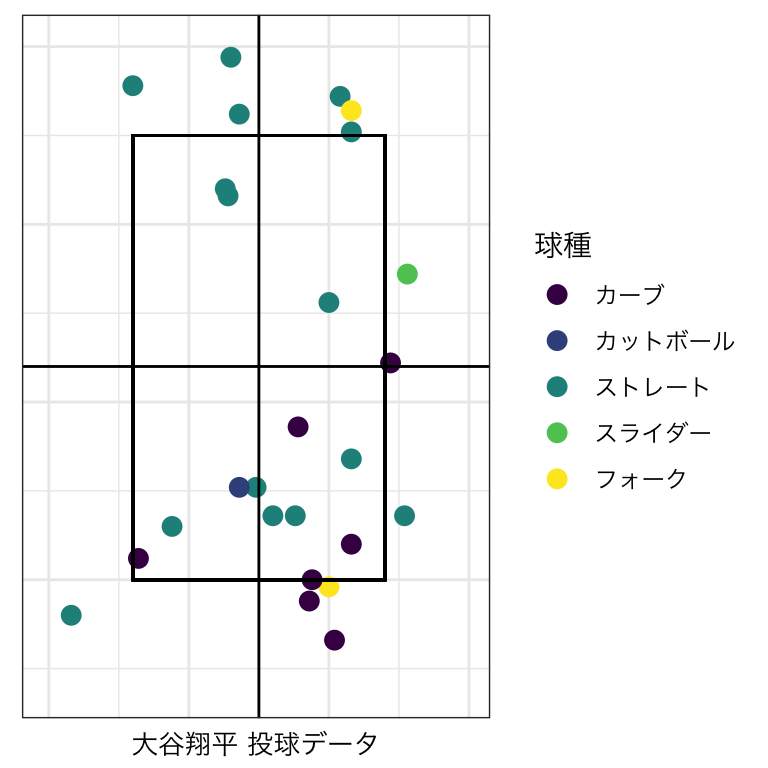 球種
カーブ
カットボール
ストレート
スライダー
フォーク
大谷翔平 投球データ